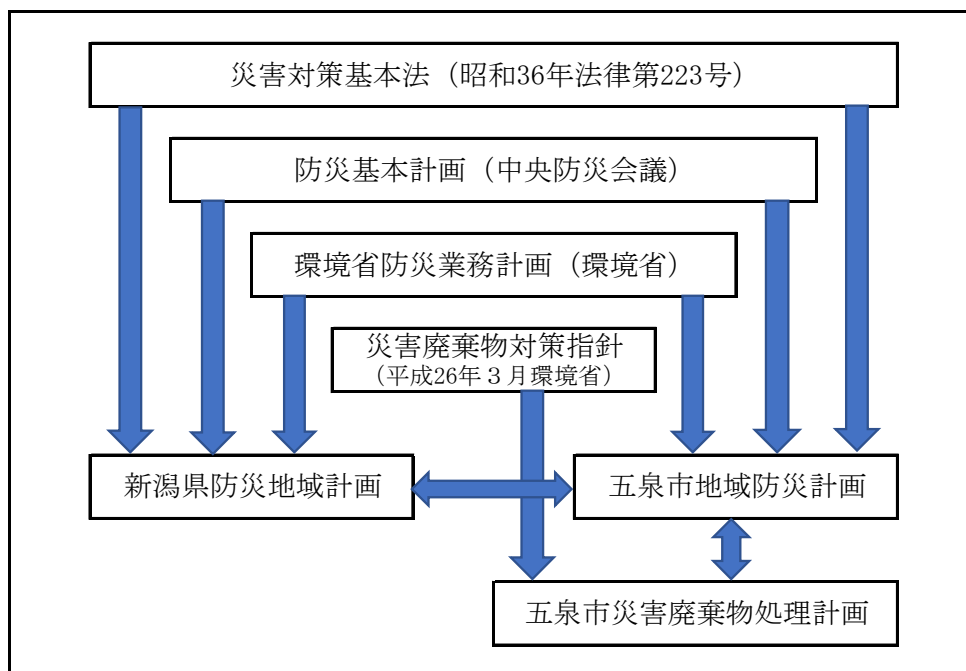 災害対策基本法（昭和36年法律第223号）
防災基本計画（中央防災会議）
環境省防災業務計画（環境省）
災害廃棄物対策指針
（平成26年３月環境省）
新潟県防災地域計画
五泉市地域防災計画
五泉市災害廃棄物処理計画